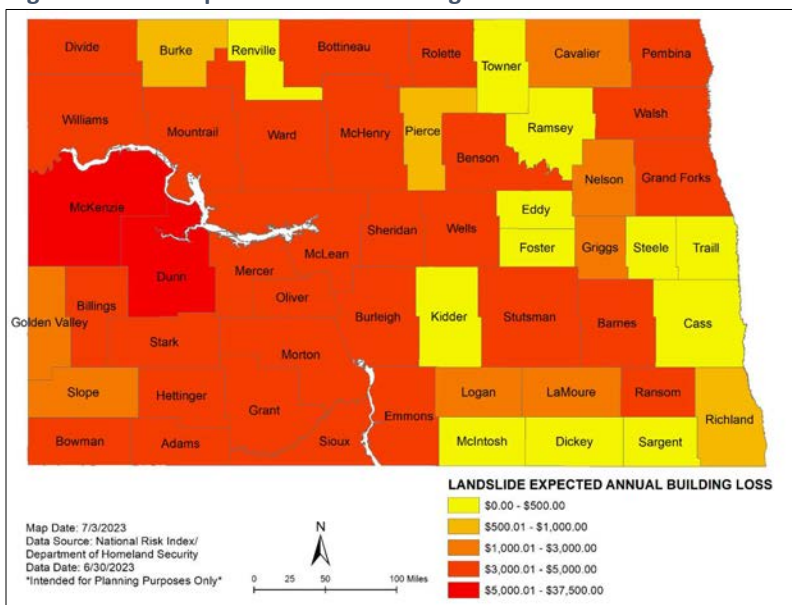 Divide
Burke
Renville
Bottineau
Rolette
Towner
Cavalier
Pembina
Williams
Mountrail
Ward
McHenry
Pierce
Benson
Ramsey
Walsh
Nelson
Grand Forks
McKenzie
Dunn
McLean
Sheridan
Wells
Eddy
Foster
Griggs
Steele
Traill
Mercer
Oliver
Golden Valley
Billings
Stark
Morton
Burleigh
Kidder
Stutsman
Barnes
Cass
Slope
Hettinger
Grant
Emmons
Logan
LaMoure
Ransom
Richland
Bowman
Adams
Sioux
McIntosh
Dickey
Sargent
LANDSLIDE EXPECTED ANNUAL BUILDING LOSS
$0.00 - $500.00
$500.01 - $1,000.00
$1,000.01 - $3,000.00
$3,000.01 - $5,000.00
$5,000.01 - $37,500.00
Map Date: 7/3/2023
Data Source: National Risk Index/
Department of Homeland Security
Data Date: 6/30/2023
*Intended for Planning Purposes Only*
N
0 25 50 100 Miles